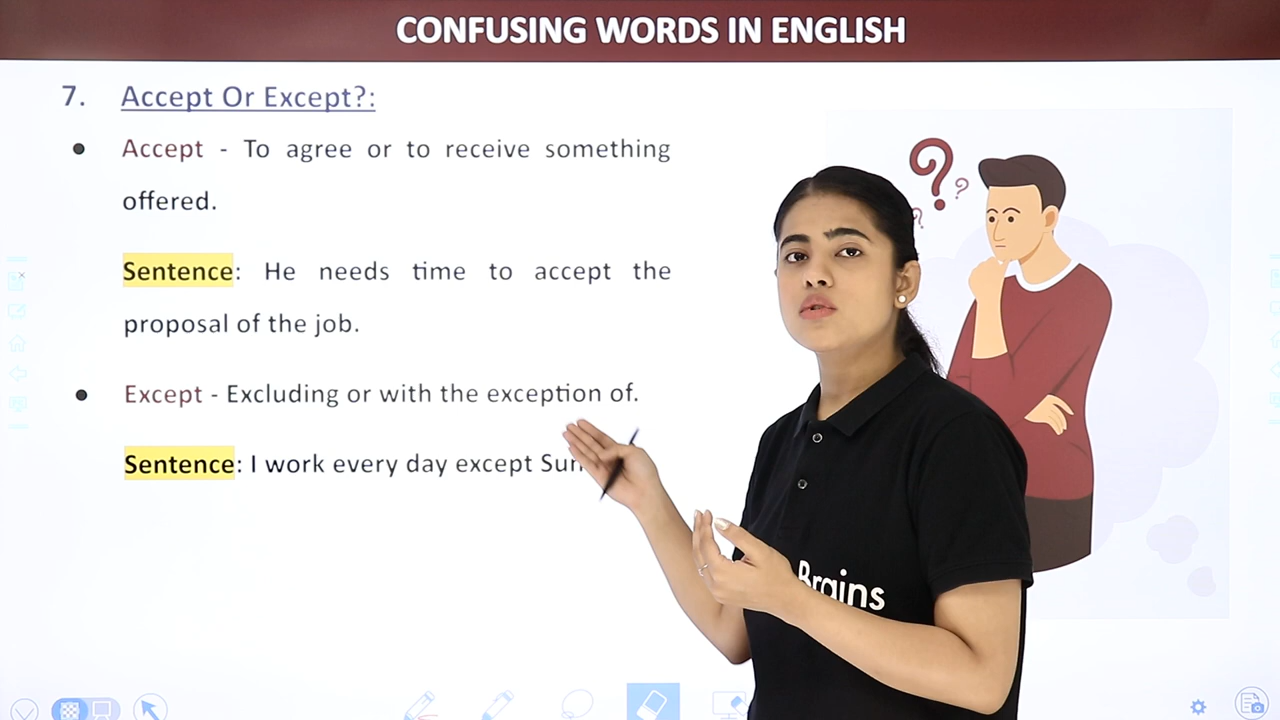 CONFUSING WORDS IN ENGLISH
7. Accept Or Except?:
● Accept - To agree or to receive something
offered.
Sentence: He needs time to accept the
proposal of the job.
● Except - Excluding or with the exception of.
Sentence: I work every day except Sun
Brains